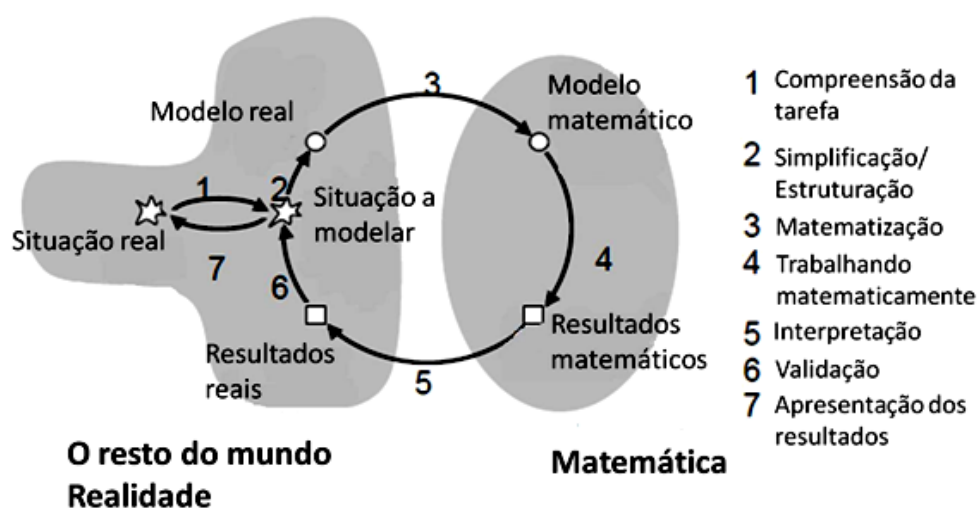 3
Modelo real
Modelo
matemático
1
2
Situação a
modelar
Situação real
7
6
4
Resultados
reais
Resultados
matemáticos
5
O resto do mundo
Realidade
Matemática
1 Compreensão da
tarefa
2 Simplificação/
Estruturação
3 Matematização
4 Trabalhando
matematicamente
5 Interpretação
6 Validação
7 Apresentação dos
resultados